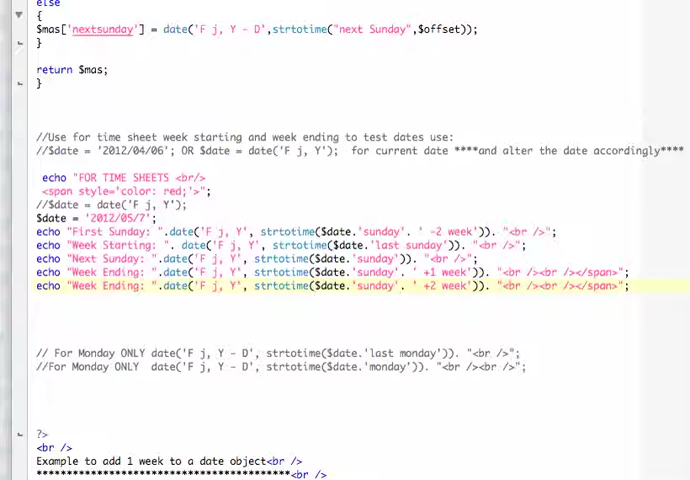 else
{
$mas['nextsunday'] = date('F j, Y - D',strtotime("next Sunday",$offset));
}
return $mas;
}
//Use for time sheet week starting and week ending to test dates use:
//$date = '2012/04/06'; OR $date = date('F j, Y');  for current date ****and alter the date accordingly****
echo "FOR TIME SHEETS <br/>
<span style='color: red;'>";
//$date = date('F j, Y');
$date = '2012/05/7';
echo "First Sunday: ".date('F j, Y', strtotime($date.'sunday'. ' -2 week')). "<br />";
echo "Week Starting: ". date('F j, Y', strtotime($date.'last sunday')). "<br />";
echo "Next Sunday: ".date('F j, Y', strtotime($date.'sunday')). "<br />";
echo "Week Ending: ".date('F j, Y', strtotime($date.'sunday'. ' +1 week')). "<br /><br /></span>";
echo "Week Ending: ".date('F j, Y', strtotime($date.'sunday'. ' +2 week')). "<br /><br /></span>";
// For Monday ONLY date('F j, Y - D', strtotime($date.'last monday')). "<br />";
//For Monday ONLY  date('F j, Y - D', strtotime($date.'monday')). "<br /><br />";
?>
<br />
Example to add 1 week to a date object<br />
******************************************<br />